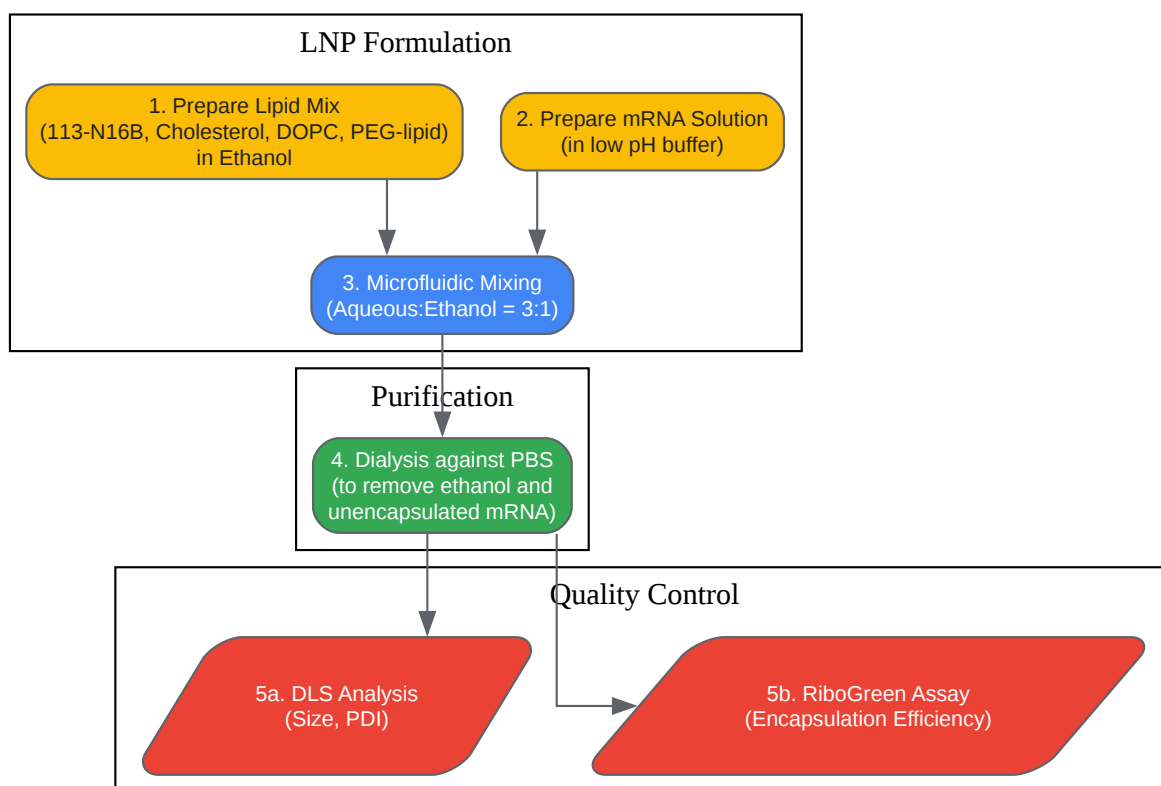 LNP Formulation
1. Prepare Lipid Mix
(113-N16B, Cholesterol, DOPC, PEG-lipid)
in Ethanol
2. Prepare mRNA Solution
(in low pH buffer)
3. Microfluidic Mixing
(Aqueous:Ethanol = 3:1)
Purification
4. Dialysis against PBS
(to remove ethanol and
unencapsulated mRNA)
Quality Control
5a. DLS Analysis
(Size, PDI)
5b. RiboGreen Assay
(Encapsulation Efficiency)